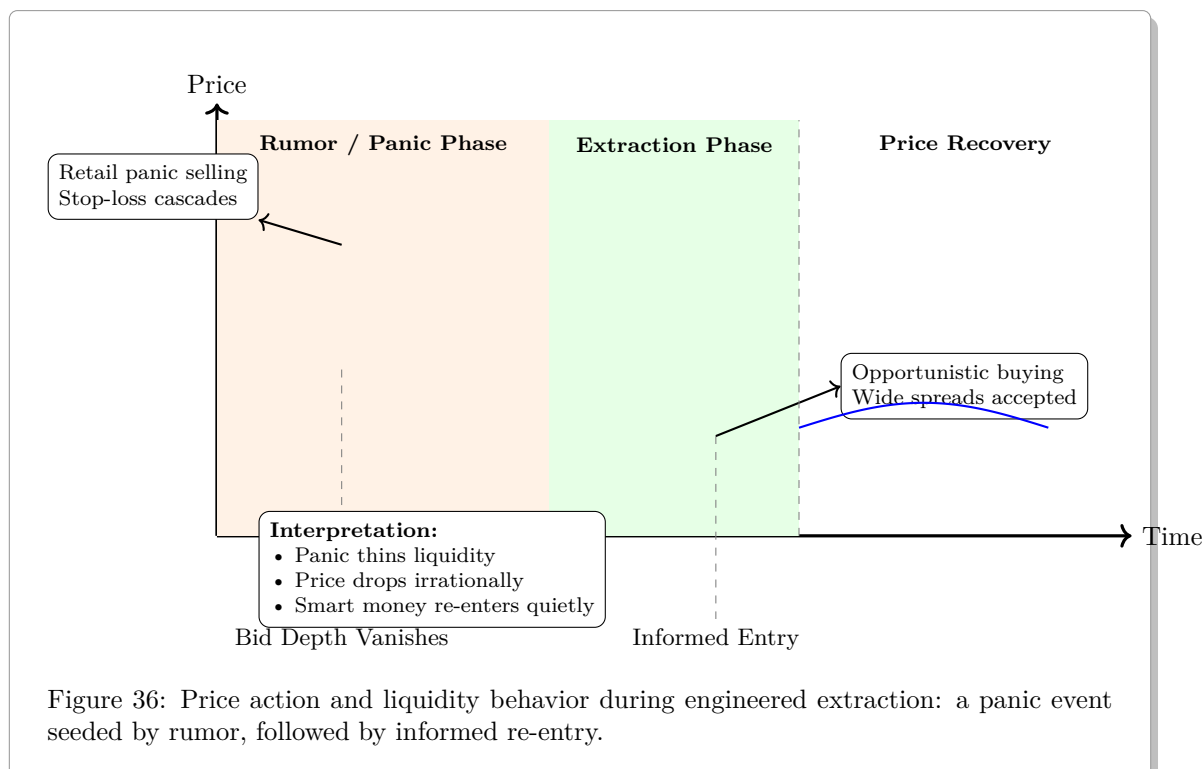 Price
Rumor / Panic Phase
Extraction Phase
Price Recovery
Retail panic selling
Stop-loss cascades
Opportunistic buying
Wide spreads accepted
Time
Interpretation:
• Panic thins liquidity
• Price drops irrationally
• Smart money re-enters quietly
Bid Depth Vanishes
Informed Entry
Figure 36: Price action and liquidity behavior during engineered extraction: a panic event
seeded by rumor, followed by informed re-entry.